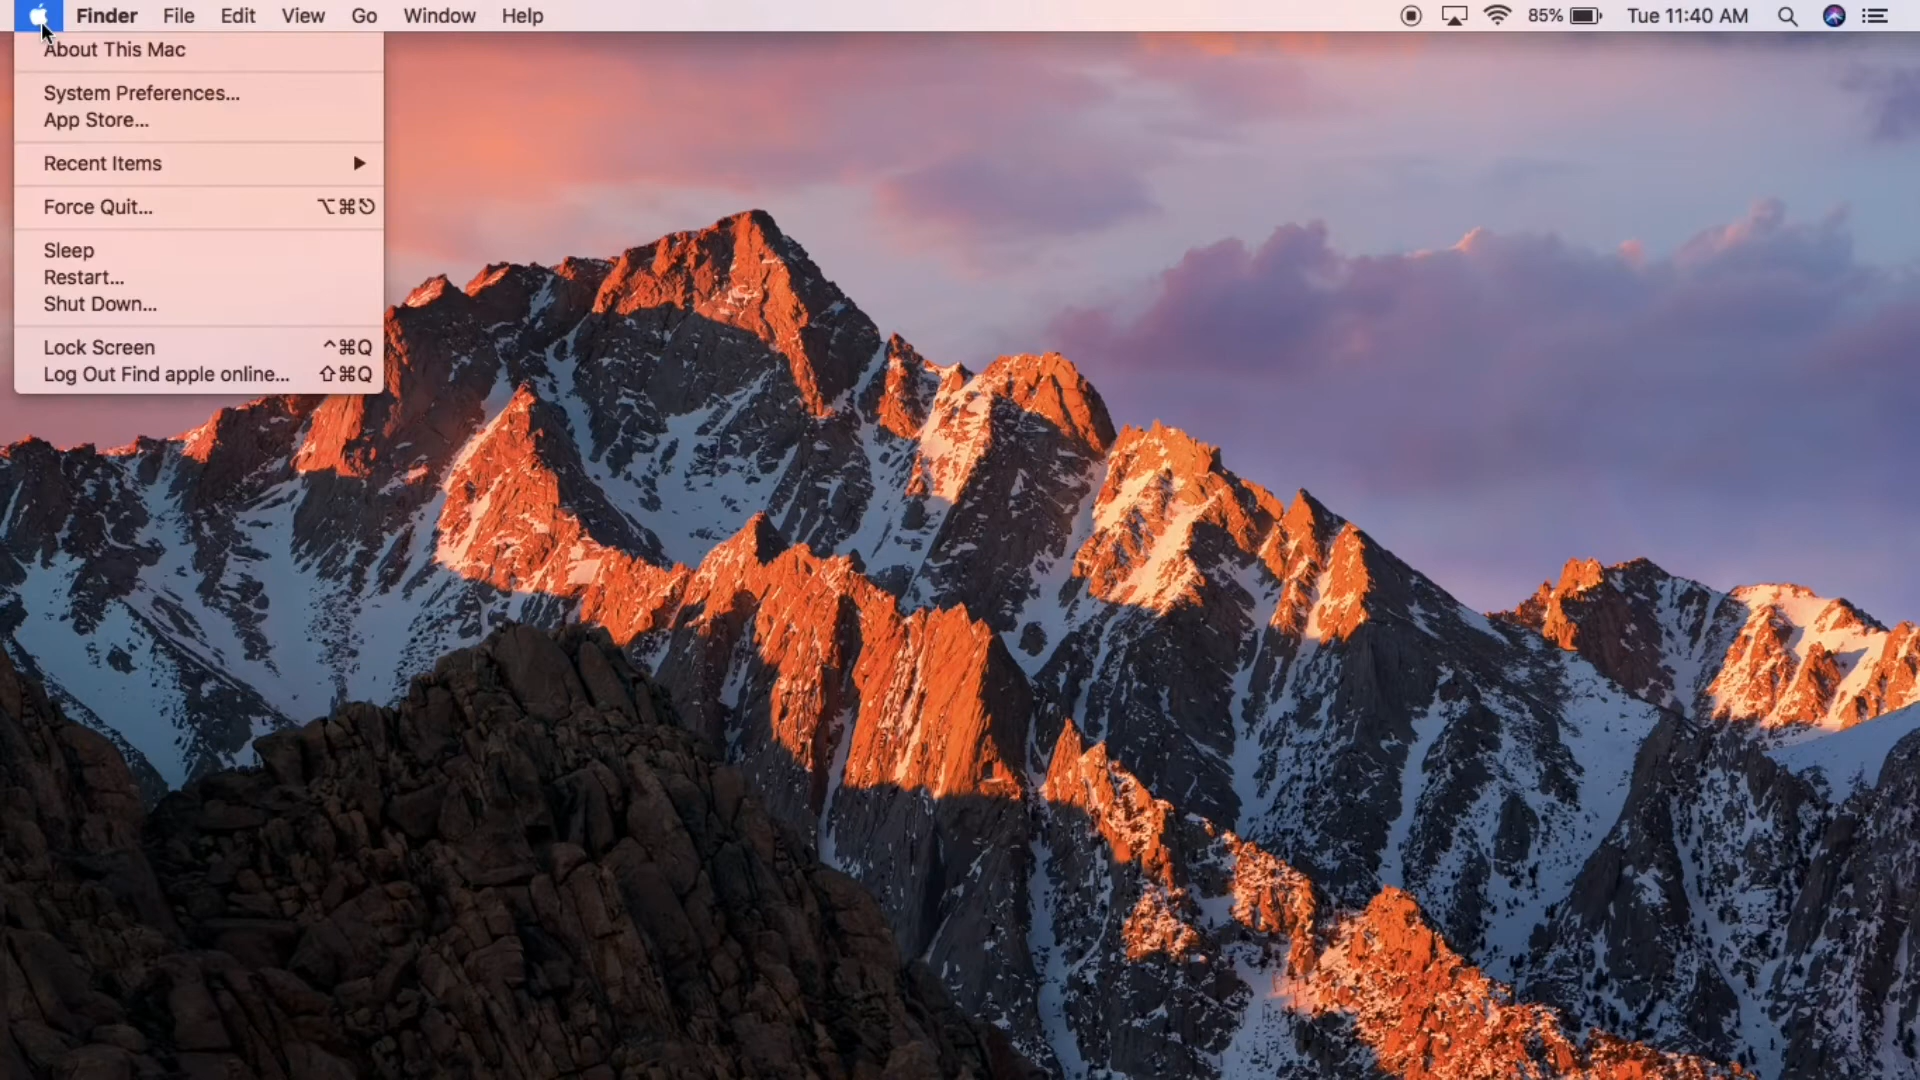 Finder File Edit View Go Window Help 85% Tue 11:40 AM
About This Mac
System Preferences...
App Store...
Recent Items
Force Quit... ⌥⌘⎋
Sleep
Restart...
Shut Down...
Lock Screen ^⌘Q
Log Out Find apple online... ⇧⌘Q